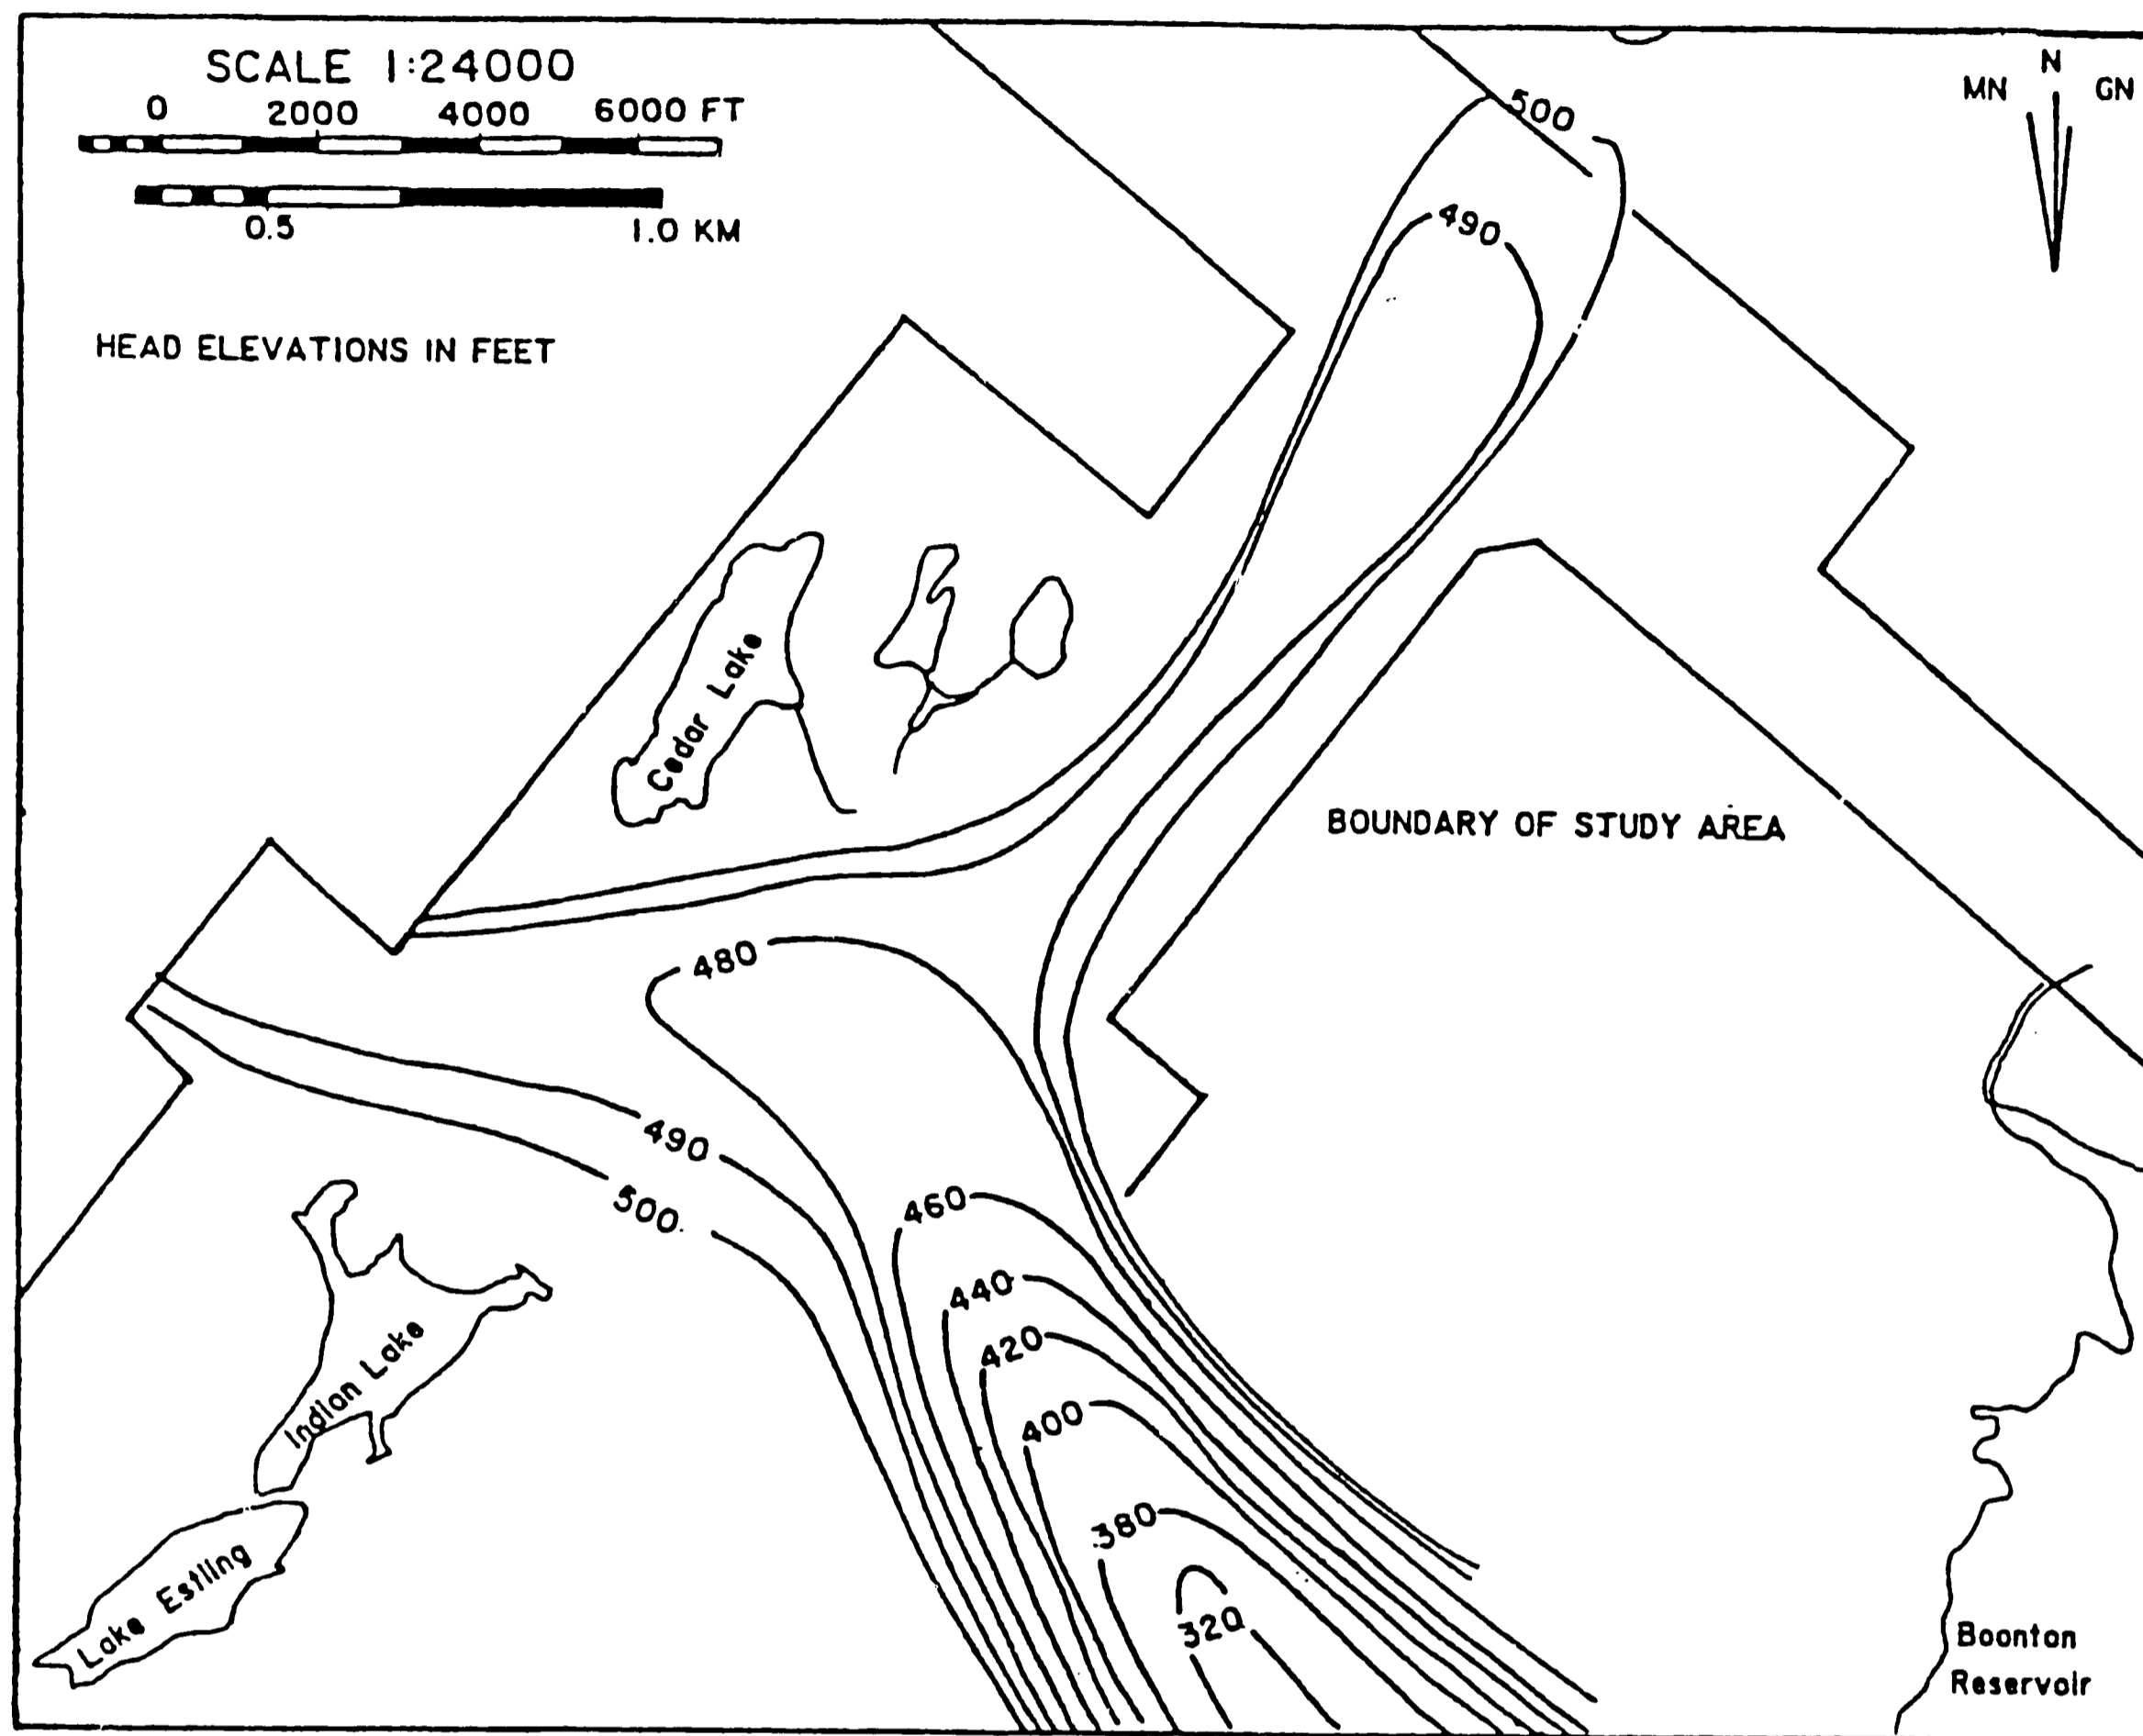 SCALE 1:24000
0 2000 4000 6000 FT
0.5 1.0 KM
N
MN GN
HEAD ELEVATIONS IN FEET
500
490
Cedar Lake
BOUNDARY OF STUDY AREA
480
490
500
460
440
420
400
380
320
Indian Lake
Lake Estling
Boonton
Reservoir